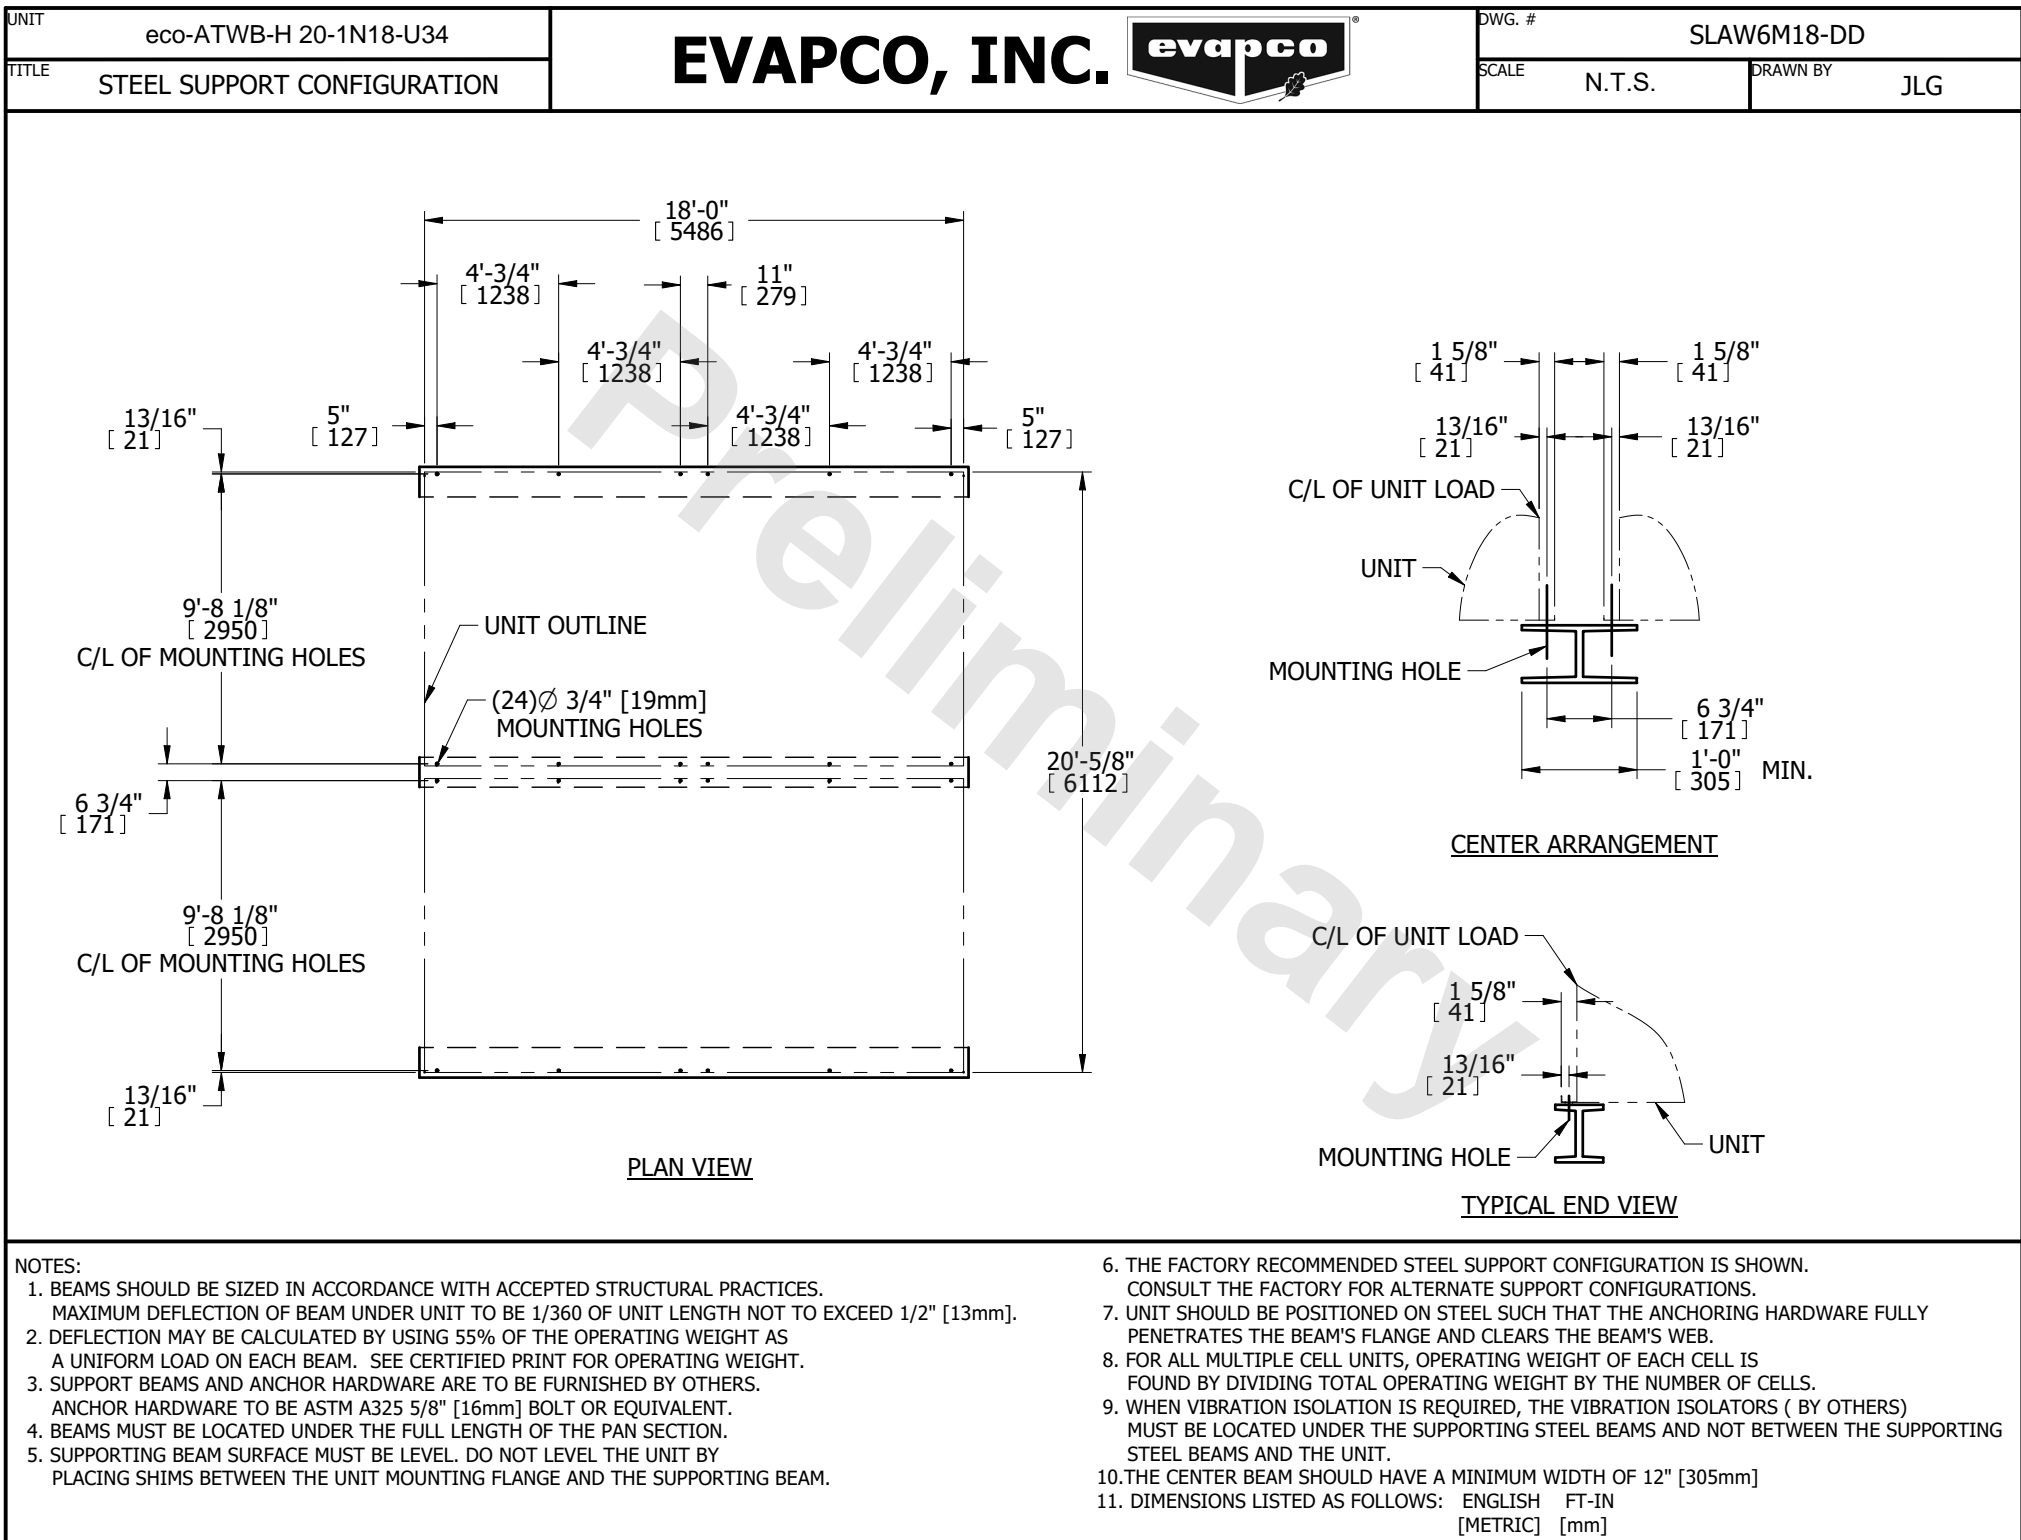 UNIT
eco-ATWB-H 20-1N18-U34
TITLE
STEEL SUPPORT CONFIGURATION
EVAPCO, INC.
evapco
®
DWG. #
SLAW6M18-DD
SCALE
N.T.S.
DRAWN BY
JLG
18'-0"
[ 5486 ]
4'-3/4"
[ 1238 ]
11"
[ 279 ]
4'-3/4"
[ 1238 ]
4'-3/4"
[ 1238 ]
13/16"
[ 21 ]
5"
[ 127 ]
4'-3/4"
[ 1238 ]
5"
[ 127 ]
9'-8 1/8"
[ 2950 ]
C/L OF MOUNTING HOLES
UNIT OUTLINE
(24)Ø 3/4" [19mm]
MOUNTING HOLES
20'-5/8"
[ 6112 ]
6 3/4"
[ 171 ]
9'-8 1/8"
[ 2950 ]
C/L OF MOUNTING HOLES
13/16"
[ 21 ]
PLAN VIEW
Preliminary
1 5/8"
[ 41 ]
1 5/8"
[ 41 ]
13/16"
[ 21 ]
13/16"
[ 21 ]
C/L OF UNIT LOAD
UNIT
MOUNTING HOLE
6 3/4"
[ 171 ]
1'-0"
[ 305 ] MIN.
CENTER ARRANGEMENT
C/L OF UNIT LOAD
1 5/8"
[ 41 ]
13/16"
[ 21 ]
MOUNTING HOLE
UNIT
TYPICAL END VIEW
NOTES:
1. BEAMS SHOULD BE SIZED IN ACCORDANCE WITH ACCEPTED STRUCTURAL PRACTICES.
MAXIMUM DEFLECTION OF BEAM UNDER UNIT TO BE 1/360 OF UNIT LENGTH NOT TO EXCEED 1/2" [13mm].
2. DEFLECTION MAY BE CALCULATED BY USING 55% OF THE OPERATING WEIGHT AS
A UNIFORM LOAD ON EACH BEAM. SEE CERTIFIED PRINT FOR OPERATING WEIGHT.
3. SUPPORT BEAMS AND ANCHOR HARDWARE ARE TO BE FURNISHED BY OTHERS.
ANCHOR HARDWARE TO BE ASTM A325 5/8" [16mm] BOLT OR EQUIVALENT.
4. BEAMS MUST BE LOCATED UNDER THE FULL LENGTH OF THE PAN SECTION.
5. SUPPORTING BEAM SURFACE MUST BE LEVEL. DO NOT LEVEL THE UNIT BY
PLACING SHIMS BETWEEN THE UNIT MOUNTING FLANGE AND THE SUPPORTING BEAM.
6. THE FACTORY RECOMMENDED STEEL SUPPORT CONFIGURATION IS SHOWN.
CONSULT THE FACTORY FOR ALTERNATE SUPPORT CONFIGURATIONS.
7. UNIT SHOULD BE POSITIONED ON STEEL SUCH THAT THE ANCHORING HARDWARE FULLY
PENETRATES THE BEAM'S FLANGE AND CLEARS THE BEAM'S WEB.
8. FOR ALL MULTIPLE CELL UNITS, OPERATING WEIGHT OF EACH CELL IS
FOUND BY DIVIDING TOTAL OPERATING WEIGHT BY THE NUMBER OF CELLS.
9. WHEN VIBRATION ISOLATION IS REQUIRED, THE VIBRATION ISOLATORS ( BY OTHERS)
MUST BE LOCATED UNDER THE SUPPORTING STEEL BEAMS AND NOT BETWEEN THE SUPPORTING
STEEL BEAMS AND THE UNIT.
10.THE CENTER BEAM SHOULD HAVE A MINIMUM WIDTH OF 12" [305mm]
11. DIMENSIONS LISTED AS FOLLOWS: ENGLISH FT-IN
[METRIC] [mm]